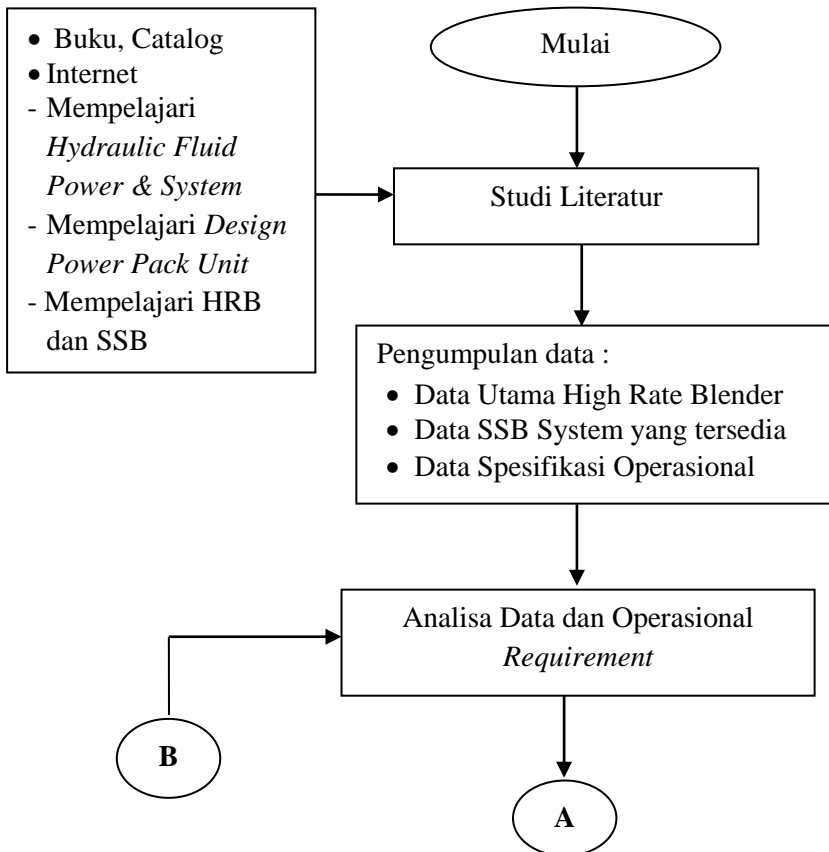 • Buku, Catalog
• Internet
- Mempelajari
Hydraulic Fluid
Power & System
- Mempelajari Design
Power Pack Unit
- Mempelajari HRB
dan SSB
Mulai
Studi Literatur
Pengumpulan data :
• Data Utama High Rate Blender
• Data SSB System yang tersedia
• Data Spesifikasi Operasional
Analisa Data dan Operasional
Requirement
B
A